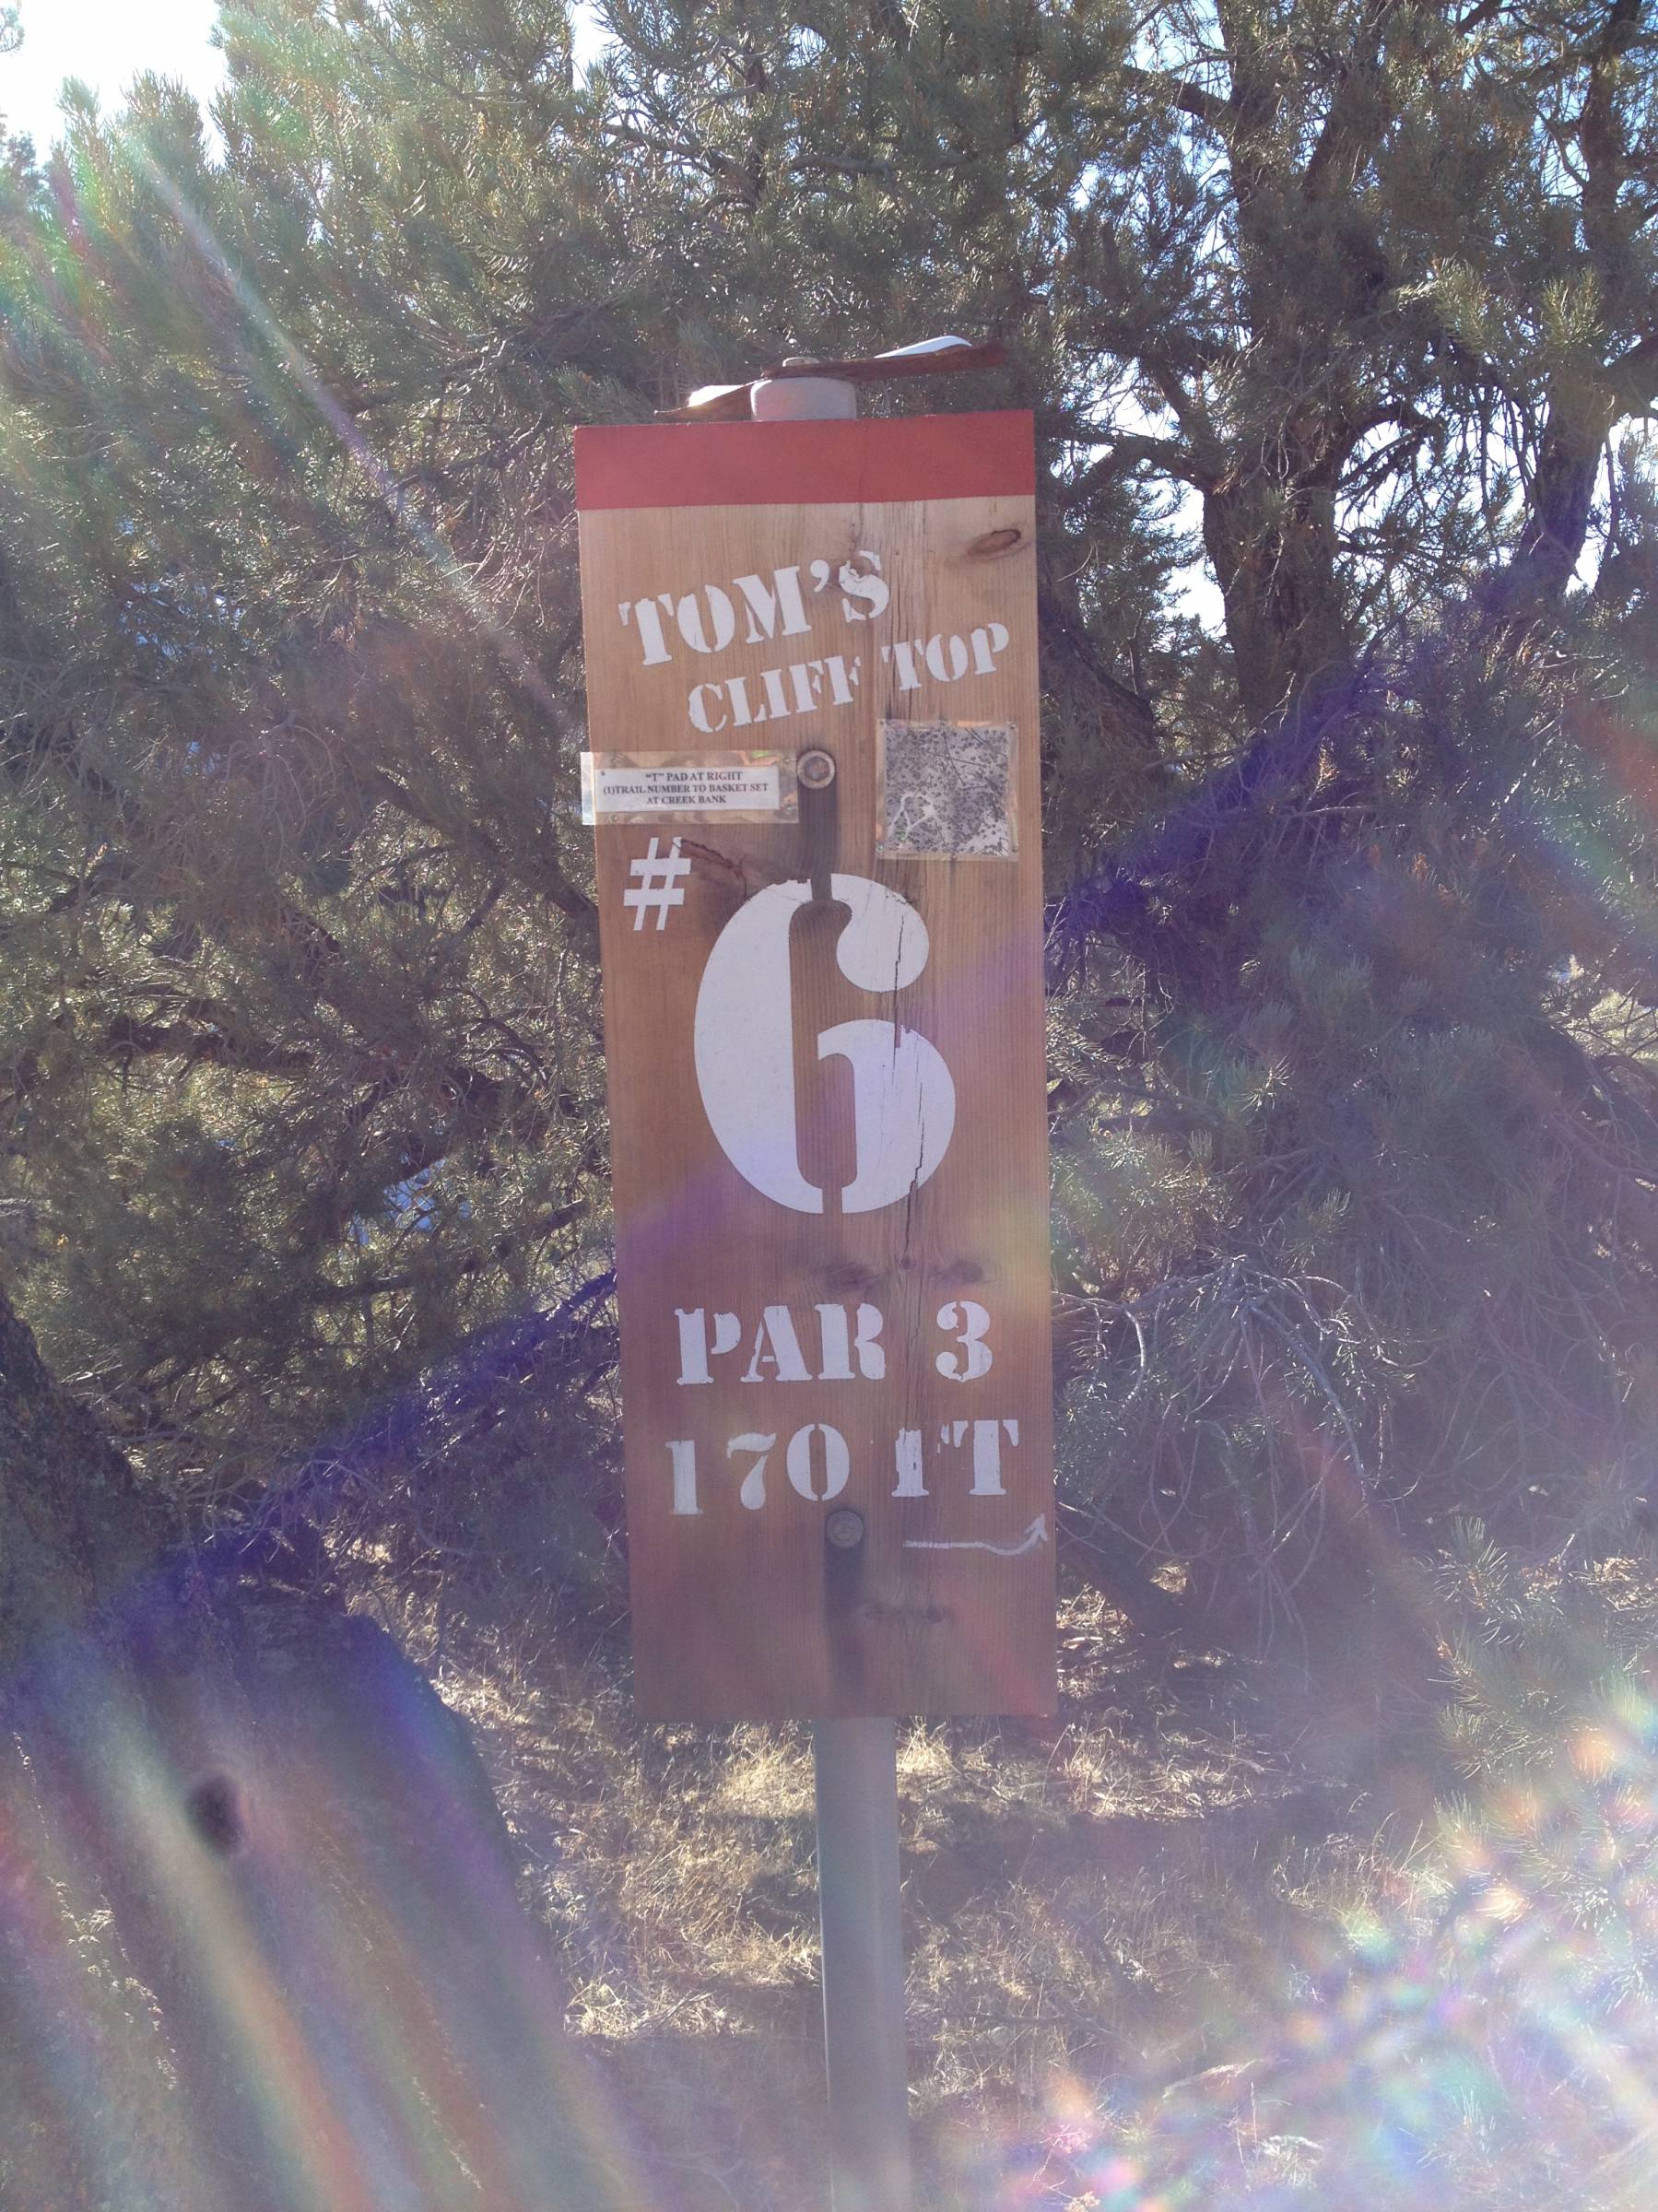 TOM'S
CLIFF TOP
"T" PAD AT RIGHT
(1)TRAIL NUMBER TO BASKET SET
AT CREEK BANK
#
6
PAR 3
170 FT